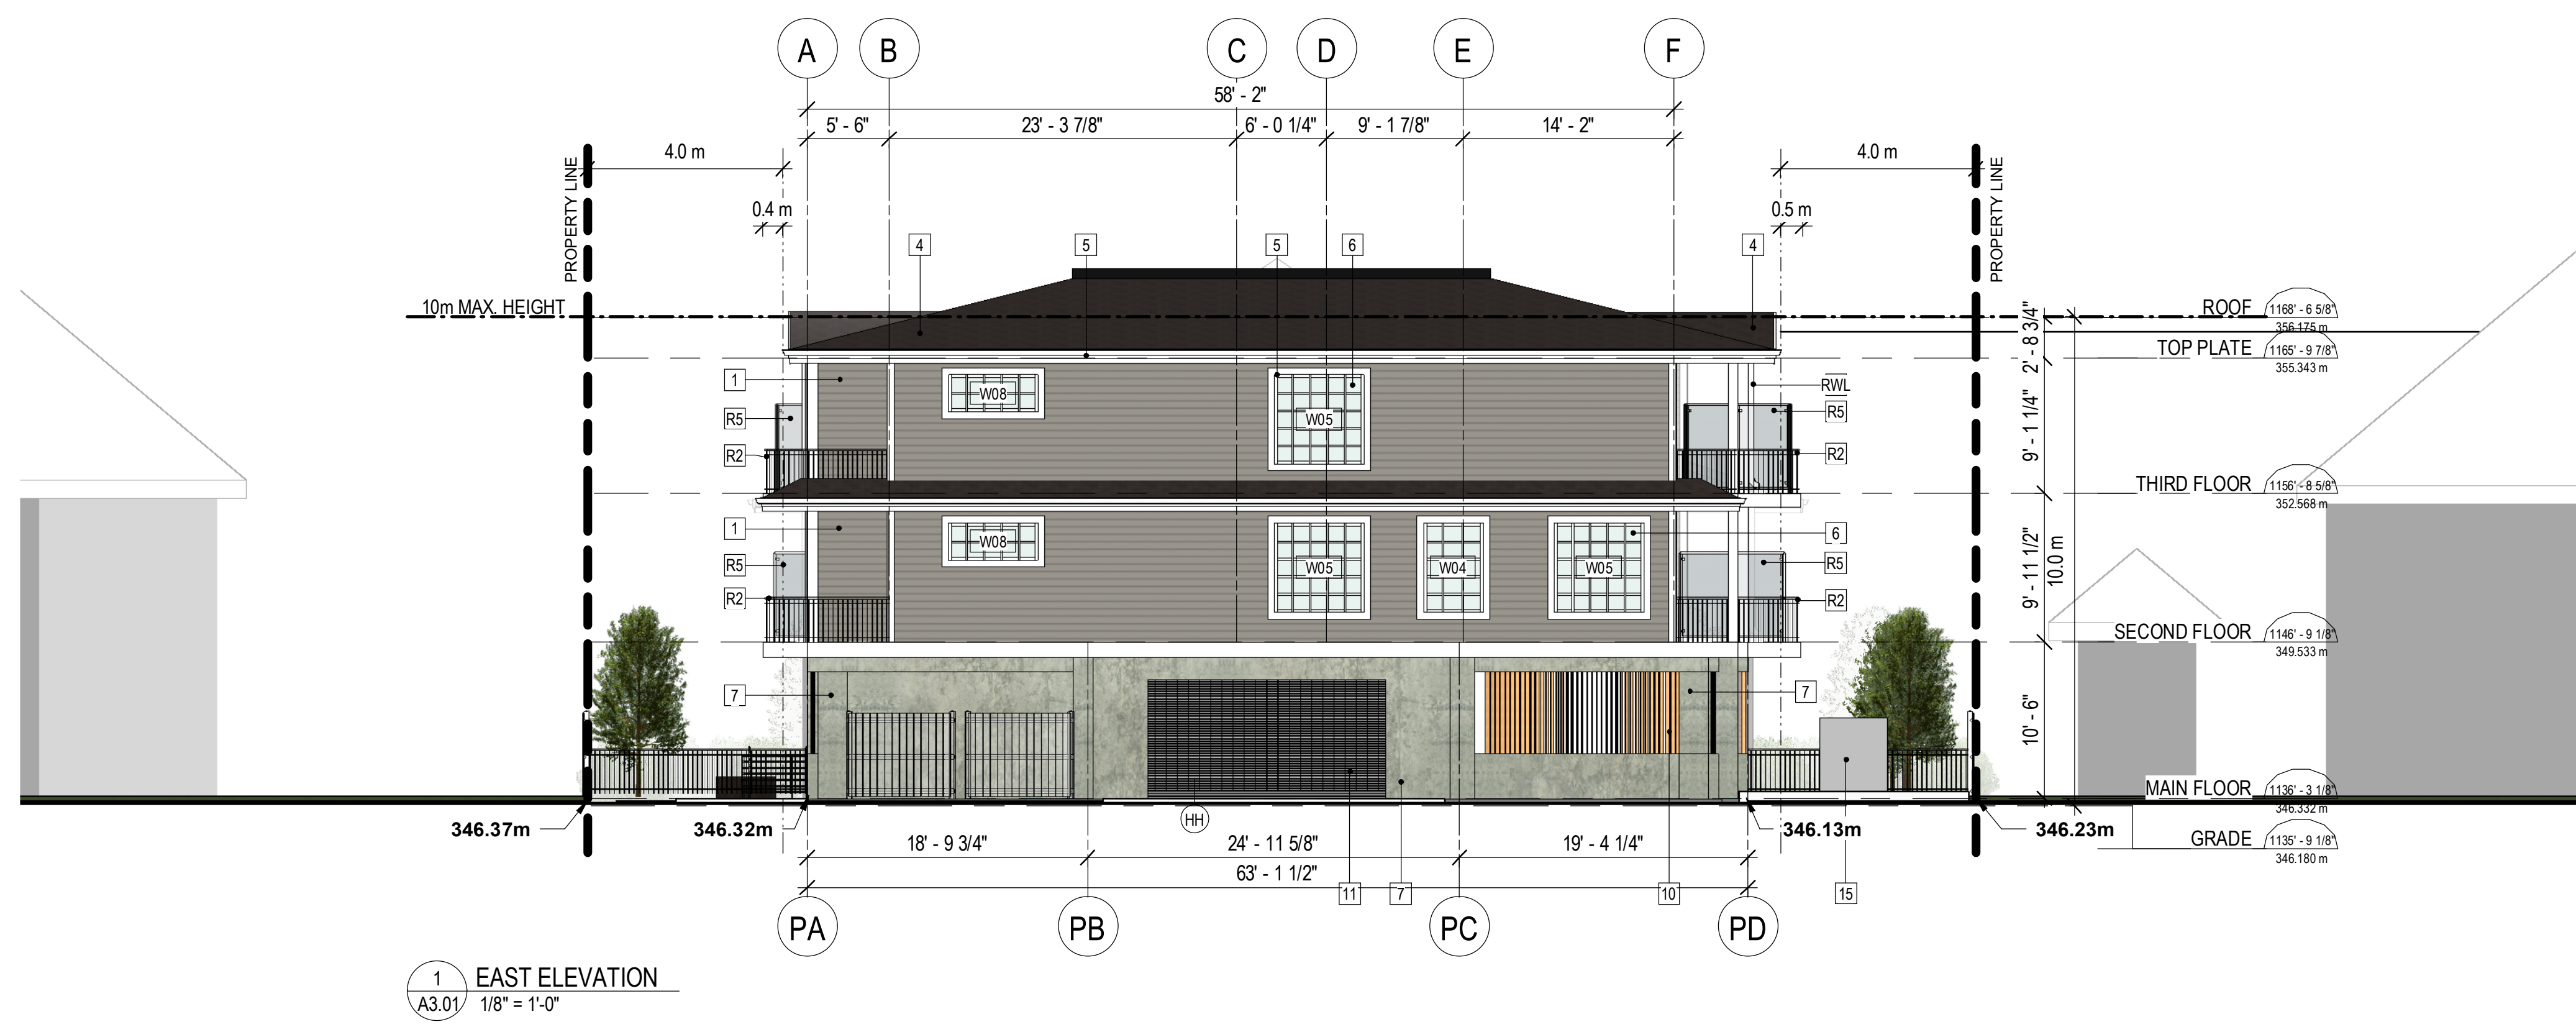 A B C D E F
58' - 2"
5' - 6" 23' - 3 7/8" 6' - 0 1/4" 9' - 1 7/8" 14' - 2"
4.0 m 4.0 m
PROPERTY LINE PROPERTY LINE
0.4 m 0.5 m
4 5 5 6 4
10m MAX. HEIGHT
ROOF 1168' - 6 5/8"
356.175 m
2' - 8 3/4"
TOP PLATE 1165' - 9 7/8"
355.343 m
1 W08 W05 RWL
R5 R5
R2 R2
9' - 1 1/4"
THIRD FLOOR 1156' - 8 5/8"
352.568 m
1 W08 6
R5 W05 W04 W05 R5
R2 R2
9' - 11 1/2"
10.0 m
SECOND FLOOR 1146' - 9 1/8"
349.533 m
7 7
10' - 6"
MAIN FLOOR 1136' - 3 1/8"
346.332 m
346.37m 346.32m HH 346.13m 346.23m
GRADE 1135' - 9 1/8"
346.180 m
18' - 9 3/4" 24' - 11 5/8" 19' - 4 1/4"
63' - 1 1/2"
11 7 10 15
PA PB PC PD
1 EAST ELEVATION
A3.01 1/8" = 1'-0"